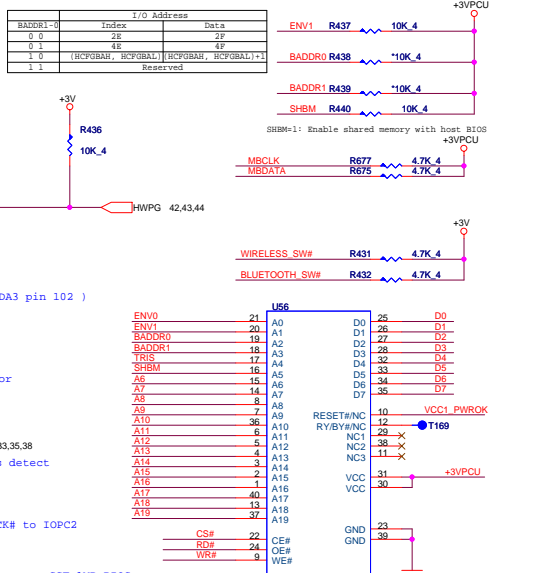 I/O Address
BADDR1-0 Index Data
0 0 2E 2F
0 1 4E 4F
1 0 (HCFGBAH, HCFGBAL) (HCFGBAH, HCFGBAL)+1
1 1 Reserved
+3VPCU
ENV1 R437 10K_4
BADDR0 R438 *10K_4
BADDR1 R439 *10K_4
SHBM R440 10K_4
SHBM=1: Enable shared memory with host BIOS
+3V
R436
10K_4
HWPG 42,43,44
+3VPCU
MBCLK R677 4.7K_4
MBDATA R675 4.7K_4
+3V
WIRELESS_SW# R431 4.7K_4
BLUETOOTH_SW# R432 4.7K_4
DA3 pin 102 )
or
33,35,38
s detect
CK# to IOPC2
U56
ENV0 21 A0 D0 25 D0
ENV1 20 A1 D1 26 D1
BADDR0 19 A2 D2 27 D2
BADDR1 18 A3 D3 28 D3
TRIS 17 A4 D4 32 D4
SHBM 16 A5 D5 33 D5
A6 15 A6 D6 34 D6
A7 14 A7 D7 35 D7
A8 8 A8
A9 7 A9 RESET#/NC 10 VCC1_PWROK
A10 36 A10 RY/BY#/NC 12 T169
A11 6 A11 NC1 29
A12 5 A12 NC2 38
A13 4 A13 NC3 11
A14 3 A14
A15 2 A15 VCC 31 +3VPCU
A16 1 A16 VCC 30
A17 40 A17
A18 13 A18
A19 37 A19
GND 23
CS# 22 CE# GND 39
RD# 24 OE#
WR# 9 WE#